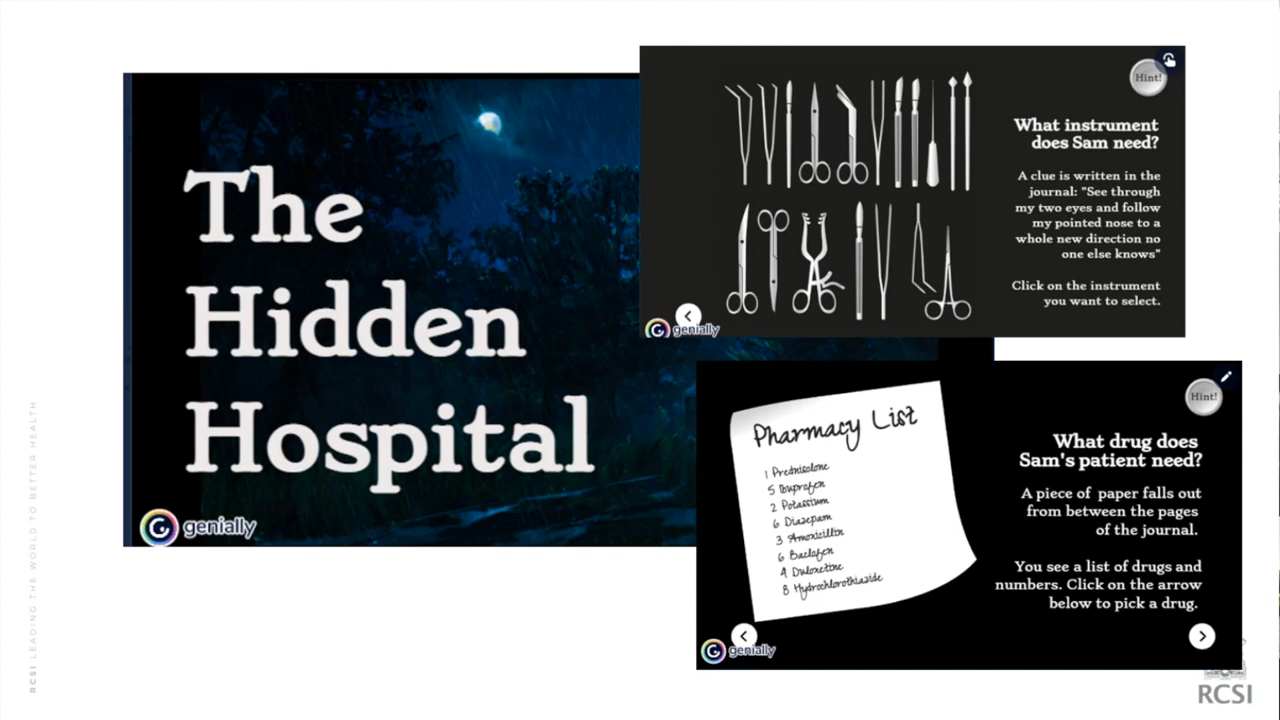 The
Hidden
Hospital
genially
Hint!
What instrument
does Sam need?
A clue is written in the
journal: "See through
my two eyes and follow
my pointed nose to a
whole new direction no
one else knows"
Click on the instrument
you want to select.
genially
Pharmacy List
1 Prednisolone
5 Ibuprofen
2 Potassium
6 Diazepam
3 Amoxicillin
6 Baclofen
4 Duloxetine
8 Hydrochlorothiazide
Hint!
What drug does
Sam's patient need?
A piece of paper falls out
from between the pages
of the journal.
You see a list of drugs and
numbers. Click on the arrow
below to pick a drug.
genially
RCSI LEADING THE WORLD TO BETTER HEALTH
RCSI